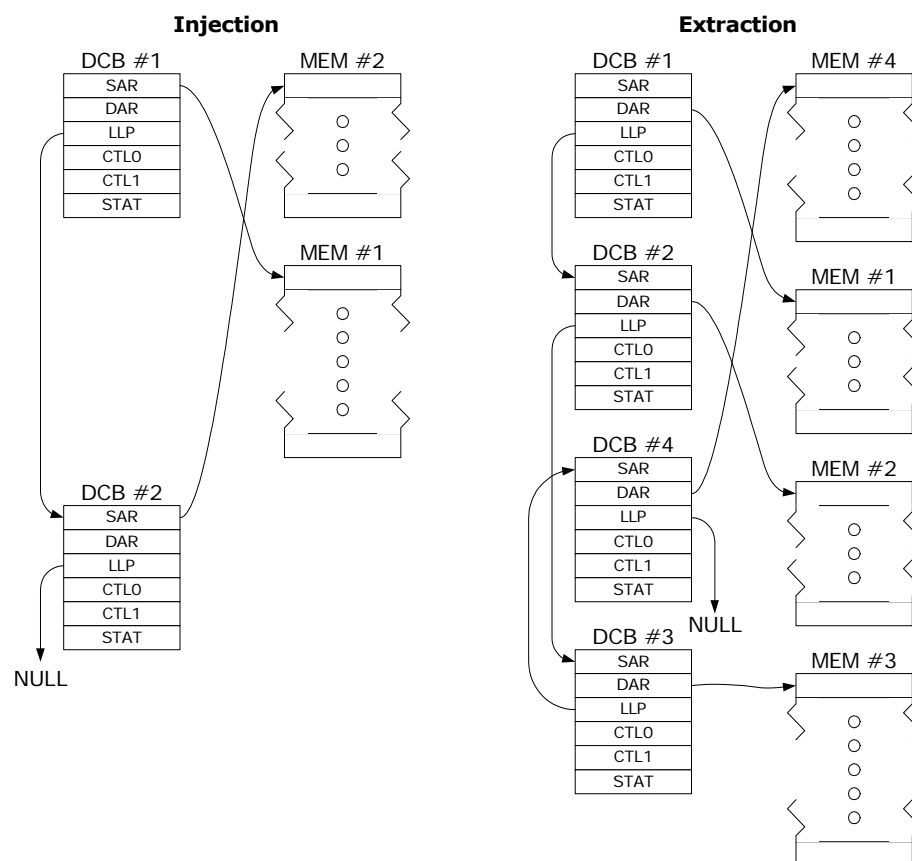 Injection
DCB #1
SAR
DAR
LLP
CTL0
CTL1
STAT
MEM #2
MEM #1
DCB #2
SAR
DAR
LLP
CTL0
CTL1
STAT
NULL
Extraction
DCB #1
SAR
DAR
LLP
CTL0
CTL1
STAT
MEM #4
DCB #2
SAR
DAR
LLP
CTL0
CTL1
STAT
MEM #1
DCB #4
SAR
DAR
LLP
CTL0
CTL1
STAT
NULL
MEM #2
DCB #3
SAR
DAR
LLP
CTL0
CTL1
STAT
MEM #3